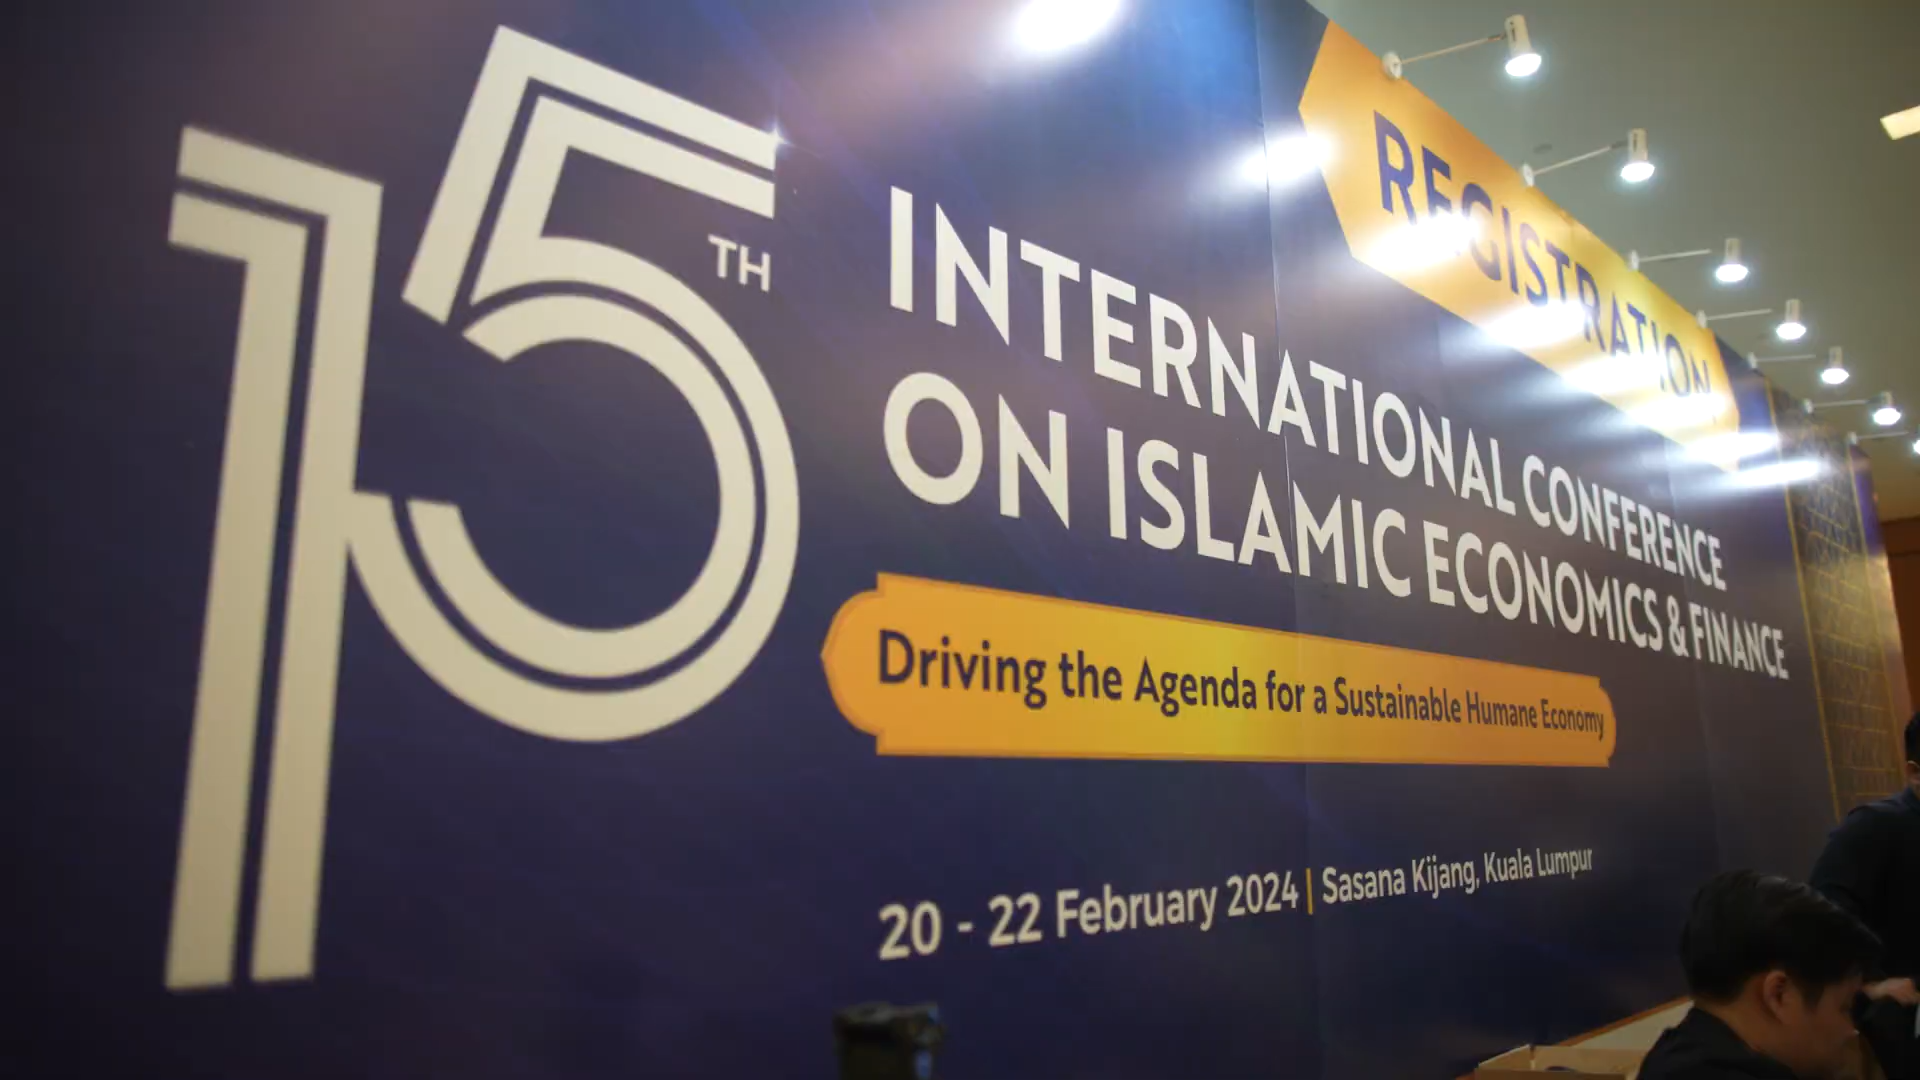 REGISTRATION
15TH
INTERNATIONAL CONFERENCE
ON ISLAMIC ECONOMICS & FINANCE
Driving the Agenda for a Sustainable Humane Economy
20 - 22 February 2024 | Sasana Kijang, Kuala Lumpur